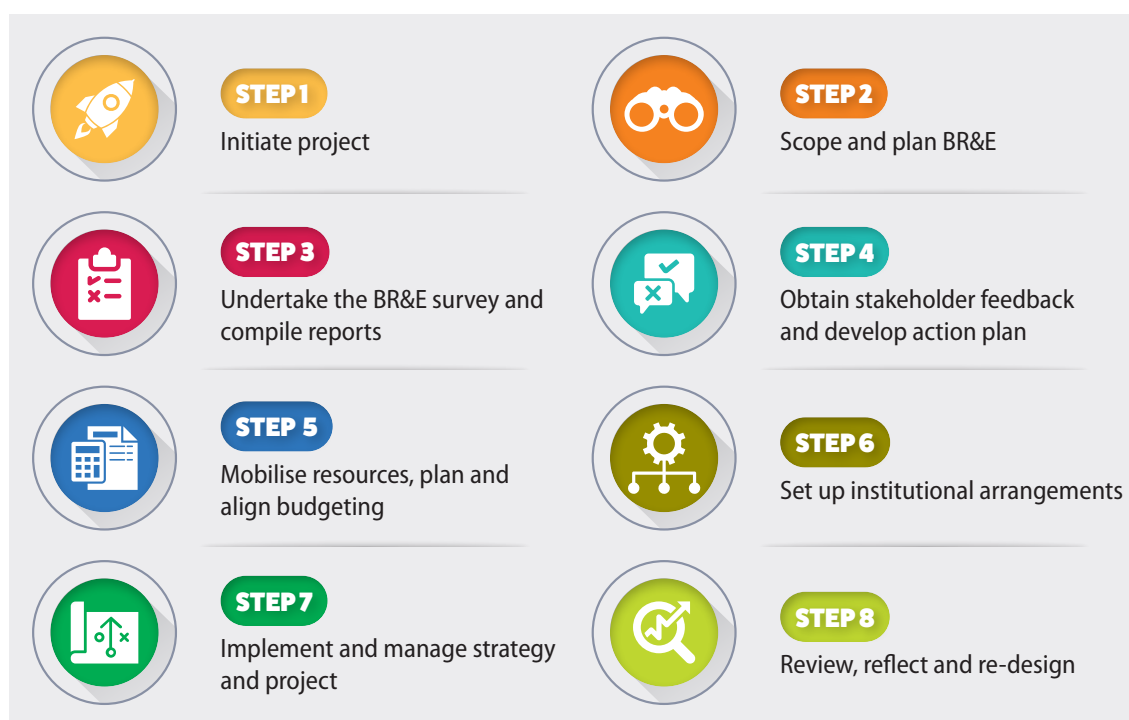 STEP 1
Initiate project
STEP 2
Scope and plan BR&E
STEP 3
Undertake the BR&E survey and
compile reports
STEP 4
Obtain stakeholder feedback
and develop action plan
STEP 5
Mobilise resources, plan and
align budgeting
STEP 6
Set up institutional arrangements
STEP 7
Implement and manage strategy
and project
STEP 8
Review, reflect and re-design